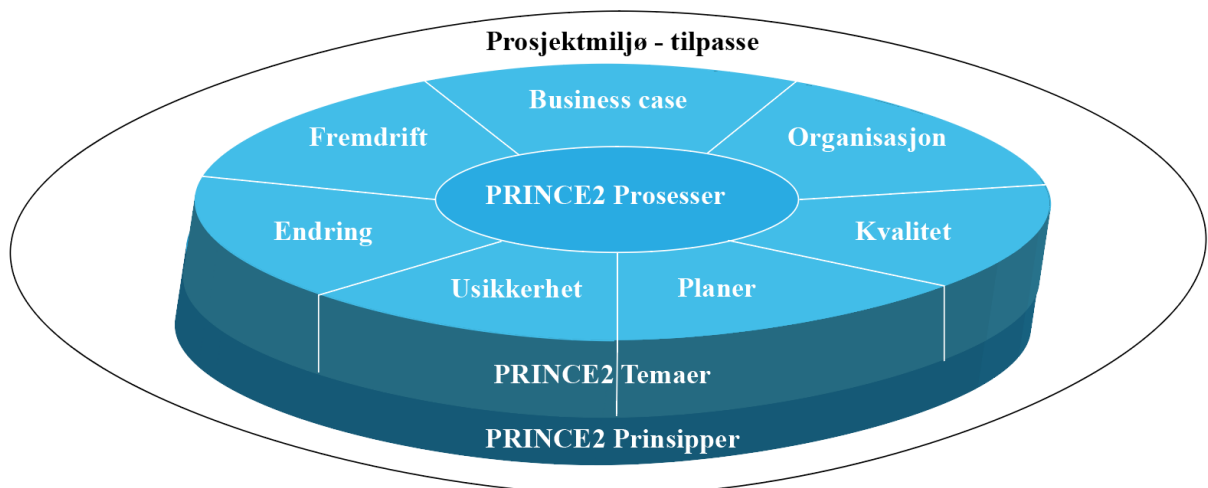 Prosjektmiljø - tilpasse
Business case
Fremdrift
Organisasjon
PRINCE2 Prosesser
Endring
Kvalitet
Usikkerhet
Planer
PRINCE2 Temaer
PRINCE2 Prinsipper